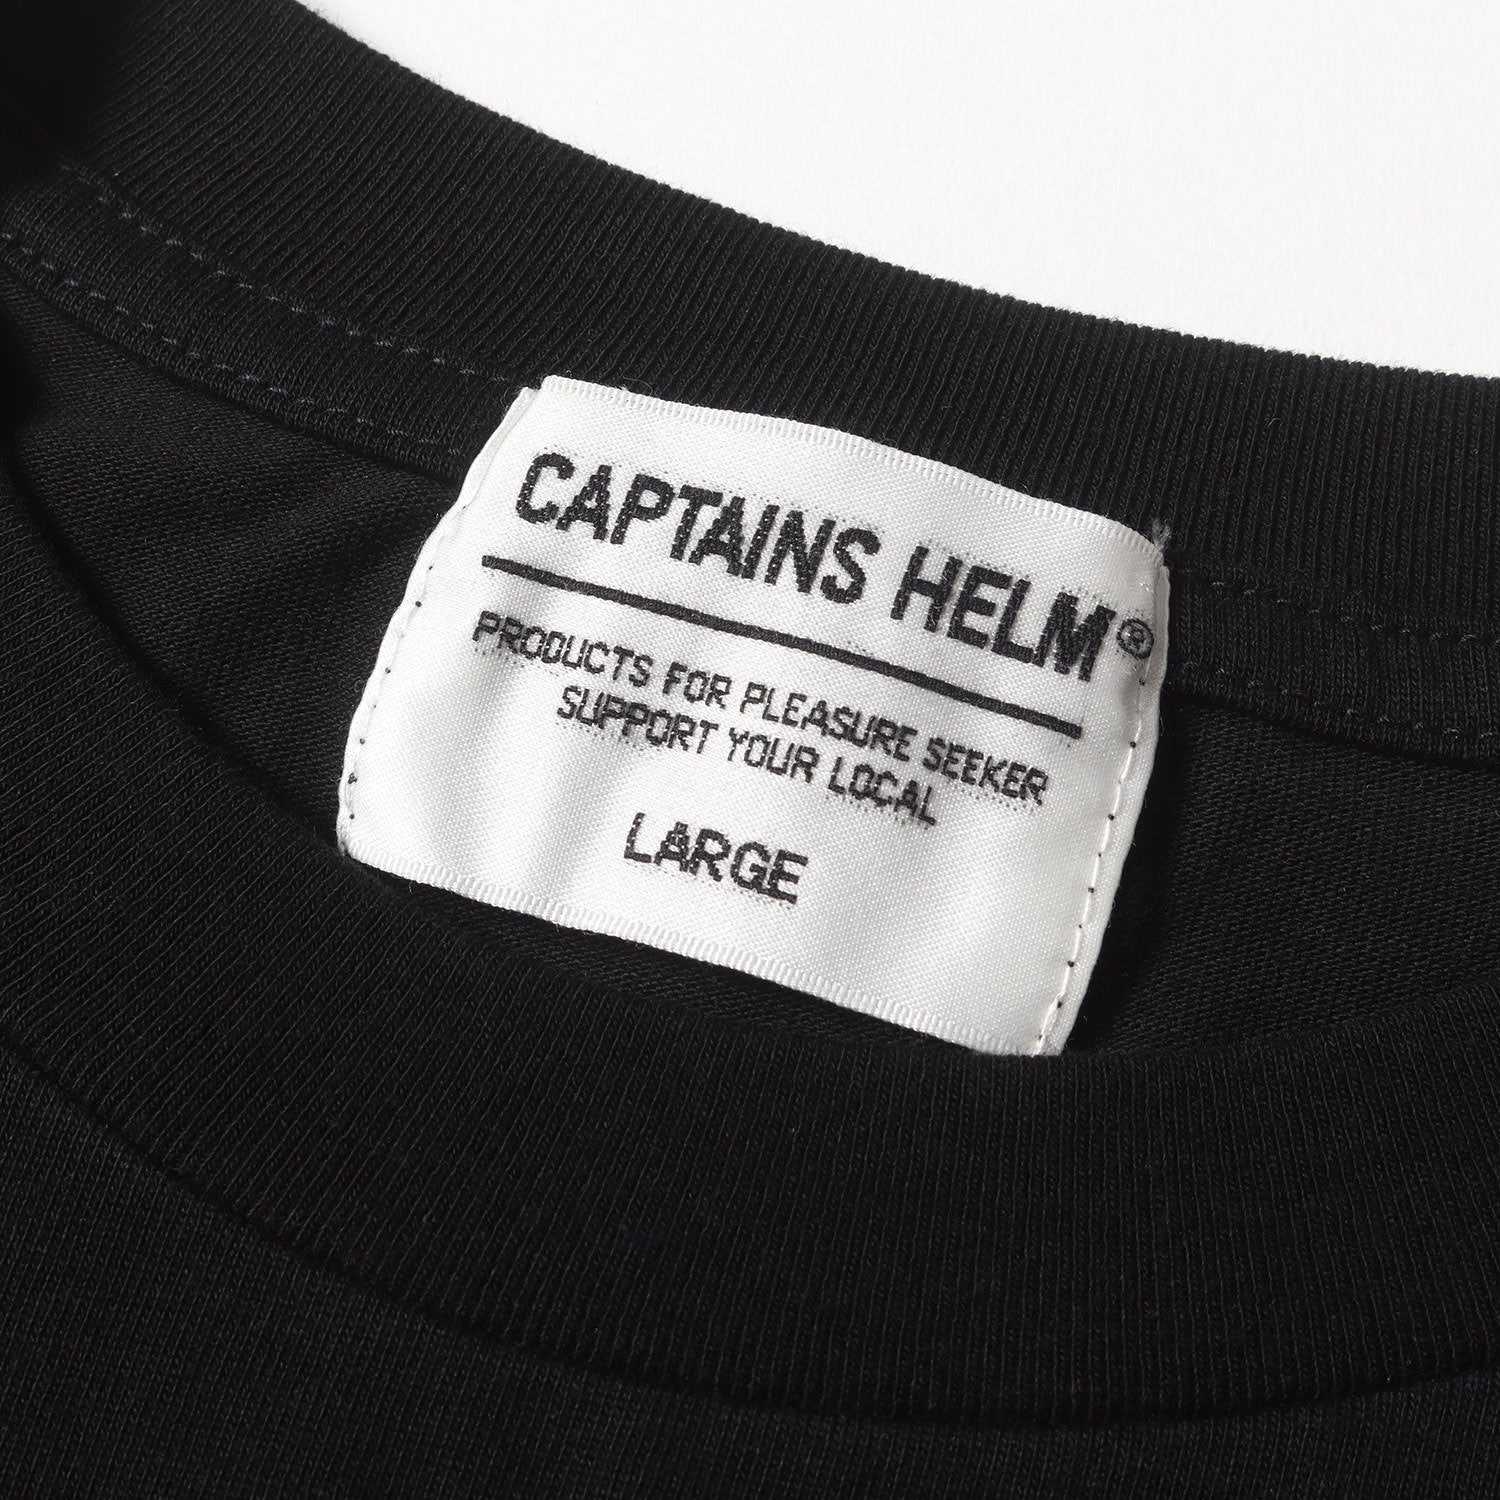 CAPTAINS HELM®
PRODUCTS FOR PLEASURE SEEKER
SUPPORT YOUR LOCAL
LARGE